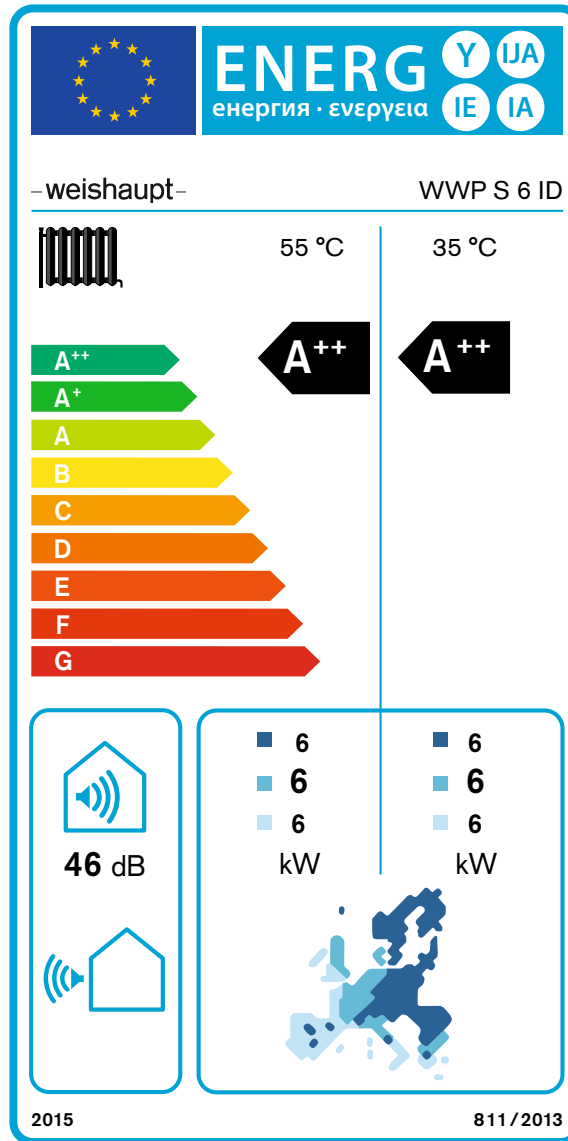 ENERG
енергия · ενεργεια
Y IJA
IE IA
-weishaupt-
WWP S 6 ID
55 °C
35 °C
A++
A++
A++
A+
A
B
C
D
E
F
G
46 dB
6
6
6
kW
6
6
6
kW
2015
811/2013